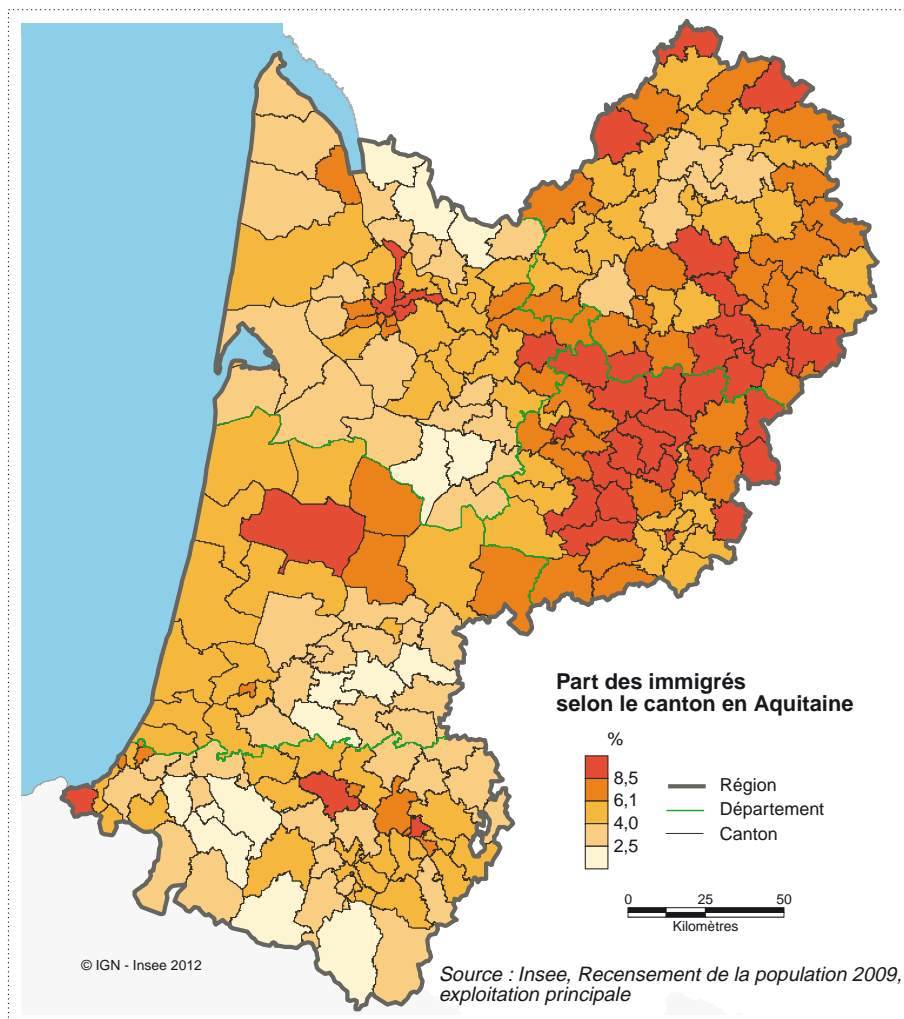 Part des immigrés
selon le canton en Aquitaine
%
8,5
6,1
4,0
2,5
Région
Département
Canton
0 25 50
Kilomètres
© IGN - Insee 2012
Source : Insee, Recensement de la population 2009,
exploitation principale